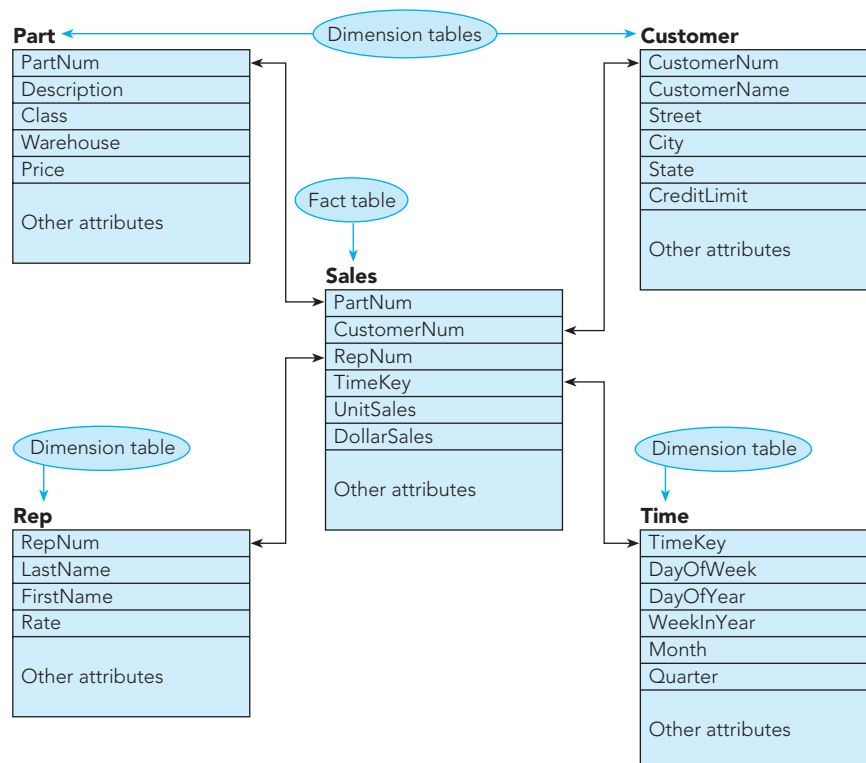 Dimension tables
Part
PartNum
Description
Class
Warehouse
Price
Other attributes
Customer
CustomerNum
CustomerName
Street
City
State
CreditLimit
Other attributes
Fact table
Sales
PartNum
CustomerNum
RepNum
TimeKey
UnitSales
DollarSales
Other attributes
Dimension table
Rep
RepNum
LastName
FirstName
Rate
Other attributes
Dimension table
Time
TimeKey
DayOfWeek
DayOfYear
WeekInYear
Month
Quarter
Other attributes